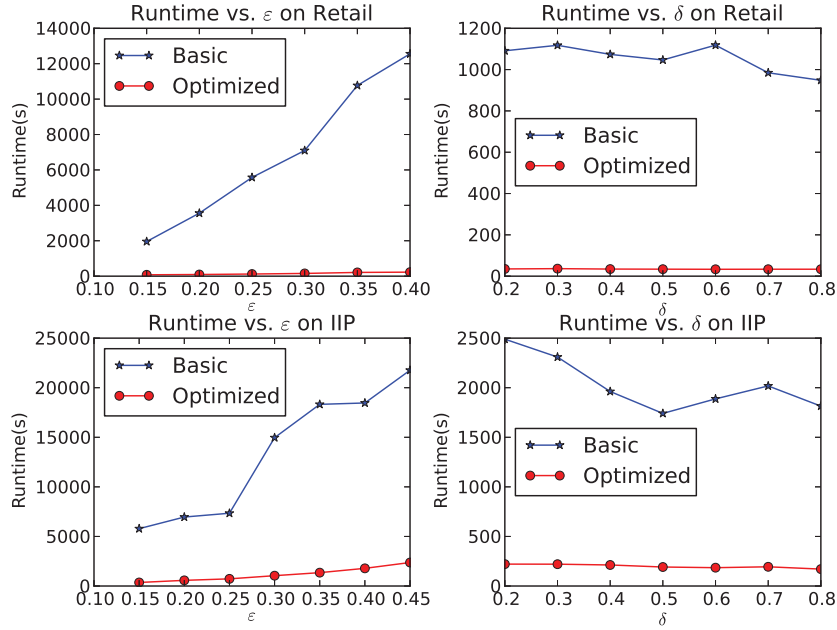 Runtime vs. ε on Retail
Runtime(s)
14000
12000
10000
8000
6000
4000
2000
0
Basic
Optimized
0.10 0.15 0.20 0.25 0.30 0.35 0.40
ε
Runtime vs. δ on Retail
Runtime(s)
1200
1000
800
600
400
200
0
Basic
Optimized
0.2 0.3 0.4 0.5 0.6 0.7 0.8
δ
Runtime vs. ε on IIP
Runtime(s)
25000
20000
15000
10000
5000
0
Basic
Optimized
0.10 0.15 0.20 0.25 0.30 0.35 0.40 0.45
ε
Runtime vs. δ on IIP
Runtime(s)
2500
2000
1500
1000
500
0
Basic
Optimized
0.2 0.3 0.4 0.5 0.6 0.7 0.8
δ